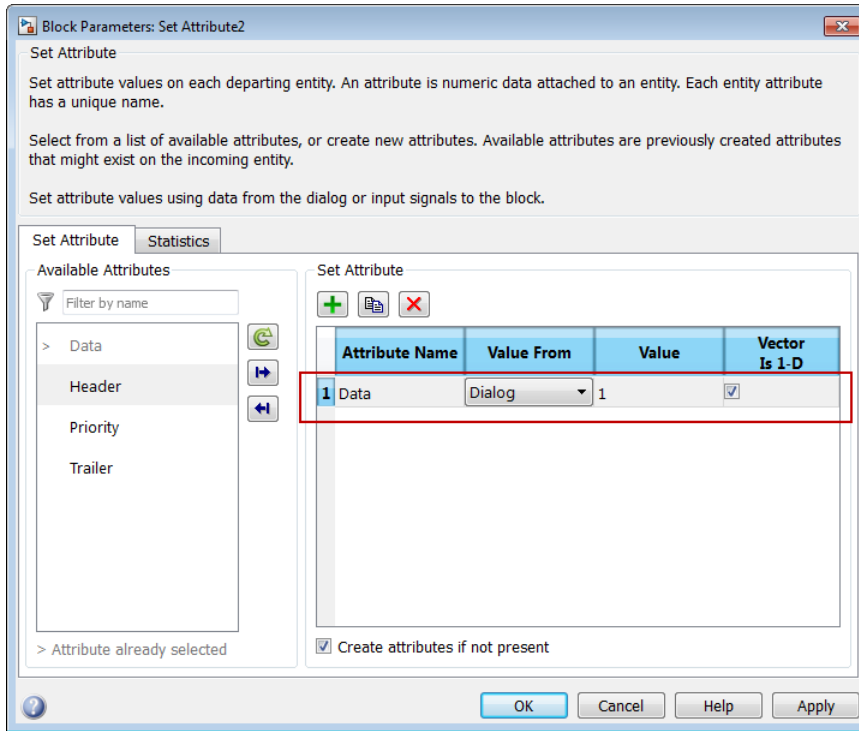 Block Parameters: Set Attribute2
Set Attribute
Set attribute values on each departing entity. An attribute is numeric data attached to an entity. Each entity attribute
has a unique name.
Select from a list of available attributes, or create new attributes. Available attributes are previously created attributes
that might exist on the incoming entity.
Set attribute values using data from the dialog or input signals to the block.
Set Attribute Statistics
Available Attributes
Filter by name
> Data
Header
Priority
Trailer
> Attribute already selected
Set Attribute
Attribute Name Value From Value Vector
Is 1-D
1 Data Dialog 1
Create attributes if not present
OK Cancel Help Apply